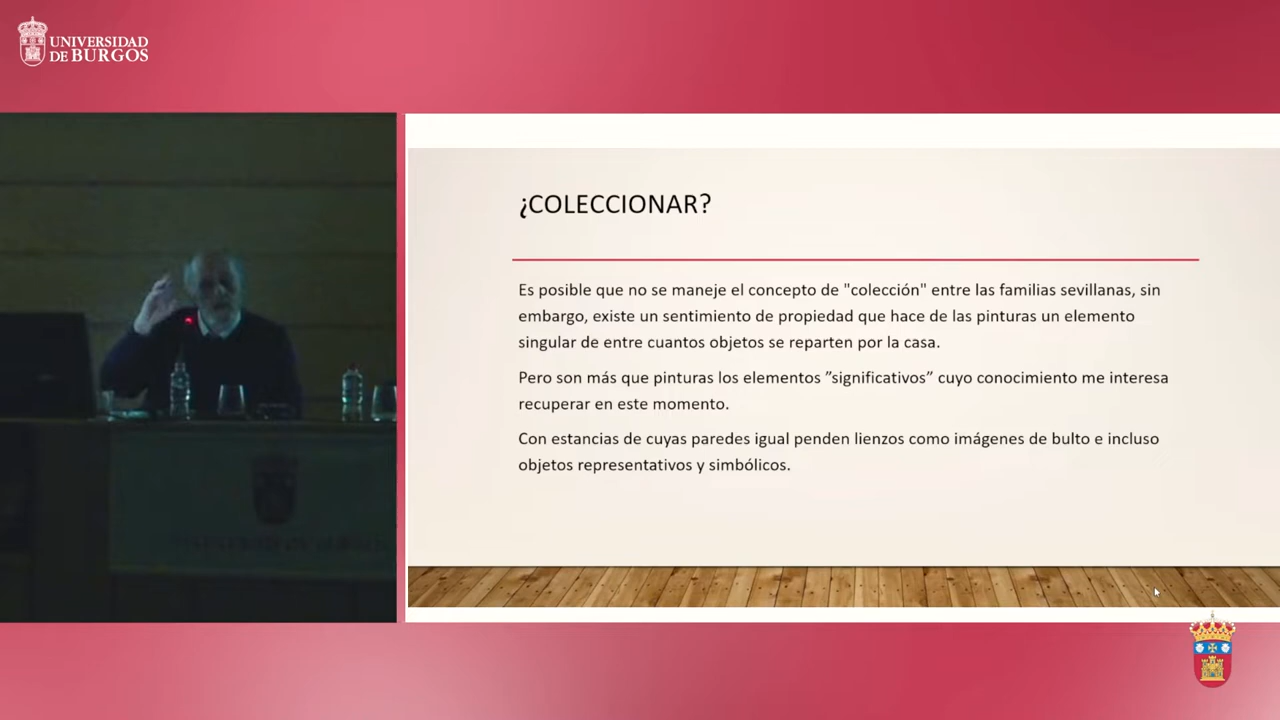 UNIVERSIDAD
DE BURGOS
¿COLECCIONAR?
Es posible que no se maneje el concepto de "colección" entre las familias sevillanas, sin
embargo, existe un sentimiento de propiedad que hace de las pinturas un elemento
singular de entre cuantos objetos se reparten por la casa.
Pero son más que pinturas los elementos ”significativos” cuyo conocimiento me interesa
recuperar en este momento.
Con estancias de cuyas paredes igual penden lienzos como imágenes de bulto e incluso
objetos representativos y simbólicos.